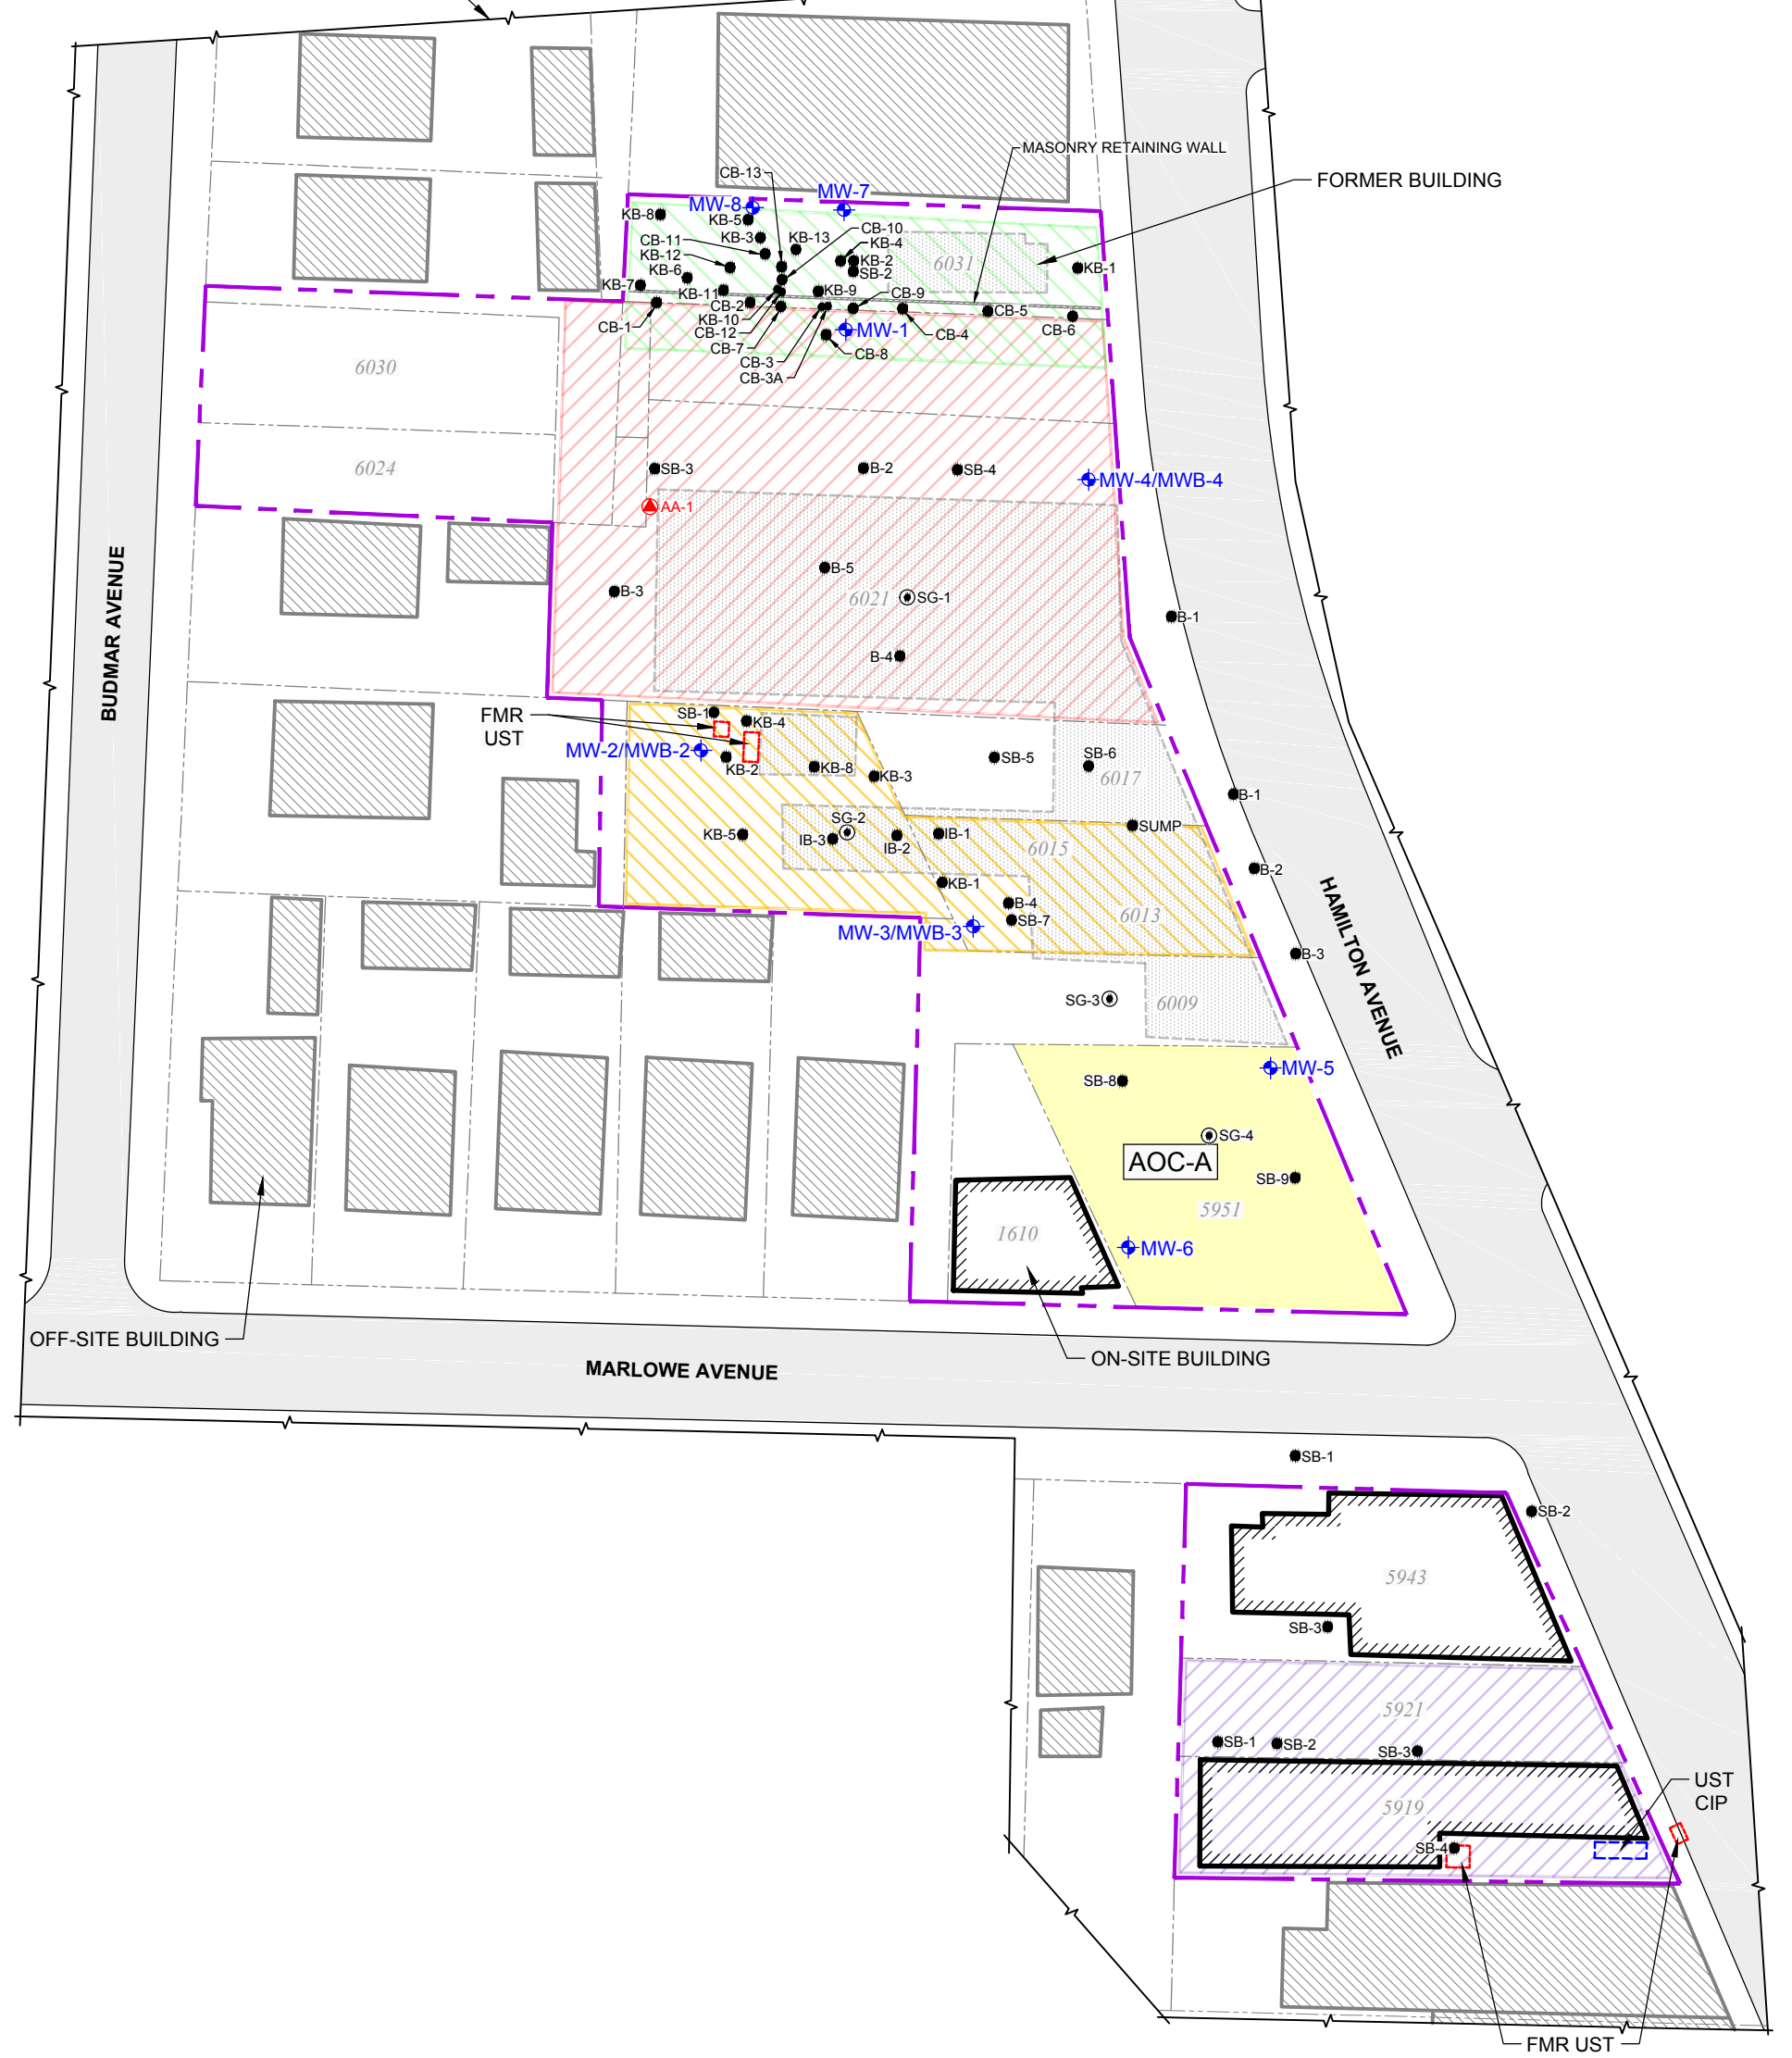 MASONRY RETAINING WALL
CB-13
FORMER BUILDING
MW-7
MW-8
KB-8
KB-5
CB-10
KB-3
KB-13
KB-4
CB-11
KB-12
KB-2
SB-2
6031
KB-1
KB-6
KB-7
KB-11
KB-9
CB-9
CB-2
KB-10
CB-5
CB-6
CB-1
CB-12
MW-1
CB-4
CB-7
CB-8
CB-3
CB-3A
6030
6024
SB-3
B-2
SB-4
MW-4/MWB-4
AA-1
B-5
B-3
6021
SG-1
B-1
B-4
BUDMAR AVENUE
FMR
UST
SB-1
KB-4
MW-2/MWB-2
KB-2
KB-8
KB-3
SB-5
SB-6
6017
B-1
KB-5
SG-2
IB-3
IB-2
IB-1
SUMP
6015
B-2
KB-1
B-4
SB-7
6013
MW-3/MWB-3
HAMILTON AVENUE
B-3
SG-3
6009
MW-5
SB-8
SG-4
AOC-A
SB-9
5951
1610
MW-6
OFF-SITE BUILDING
ON-SITE BUILDING
MARLOWE AVENUE
SB-1
SB-2
5943
SB-3
5921
SB-1
SB-2
SB-3
UST
CIP
5919
SB-4
FMR UST